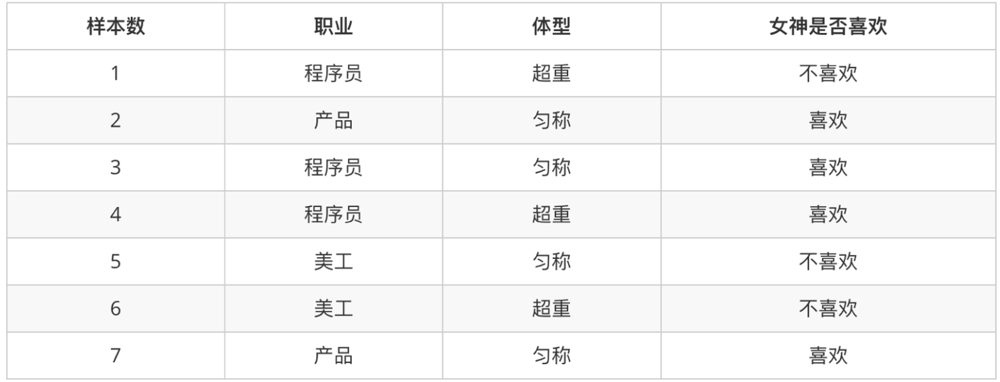 样本数 职业 体型 女神是否喜欢
1 程序员 超重 不喜欢
2 产品 匀称 喜欢
3 程序员 匀称 喜欢
4 程序员 超重 喜欢
5 美工 匀称 不喜欢
6 美工 超重 不喜欢
7 产品 匀称 喜欢